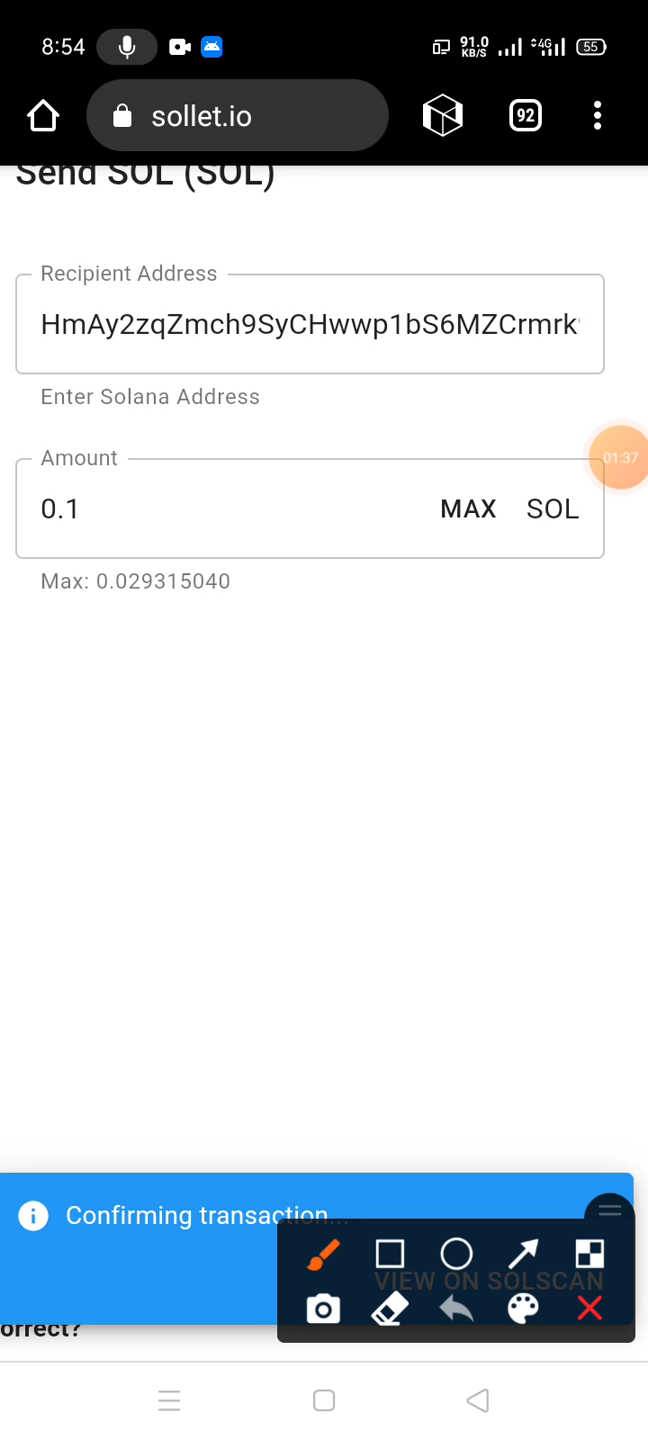 8:54 91.0 KB/S 4G 55
sollet.io 92
Send SOL (SOL)
Recipient Address
HmAy2zqZmch9SyCHwwp1bS6MZCrmrk
Enter Solana Address
01:37
Amount
0.1 MAX SOL
Max: 0.029315040
Confirming transaction...
VIEW ON SOLSCAN
orrect?